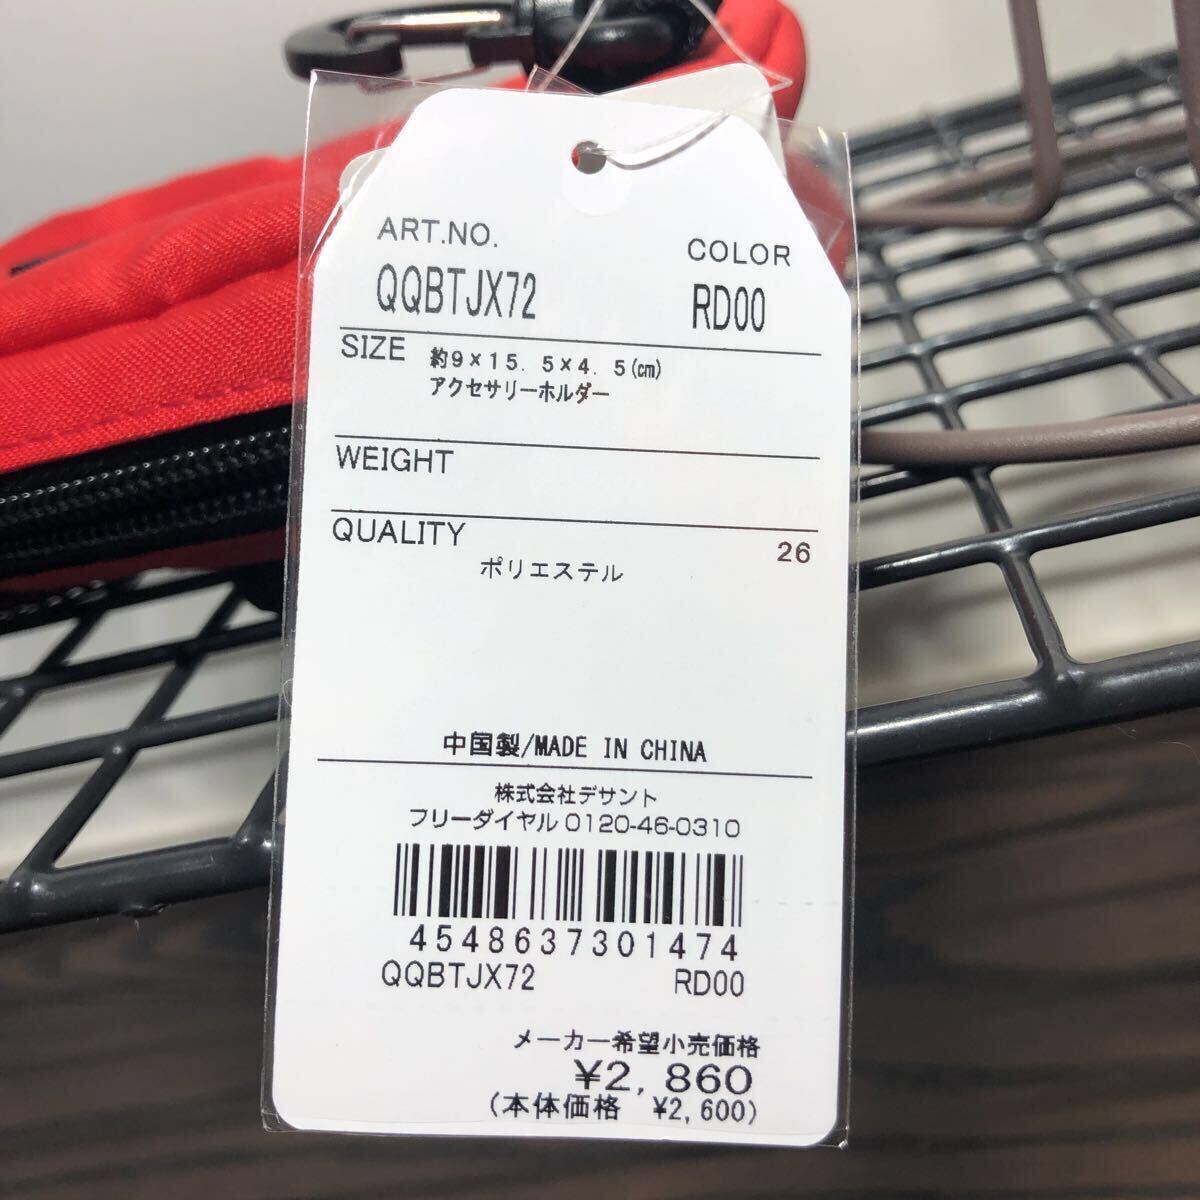 ART.NO.
COLOR
QQBTJX72
RD00
SIZE 約9×15.5×4.5(㎝)
アクセサリーホルダー
WEIGHT
QUALITY
26
ポリエステル
中国製/MADE IN CHINA
株式会社デサント
フリーダイヤル 0120-46-0310
4548637301474
QQBTJX72 RD00
メーカー希望小売価格
¥2,860
(本体価格 ¥2,600)